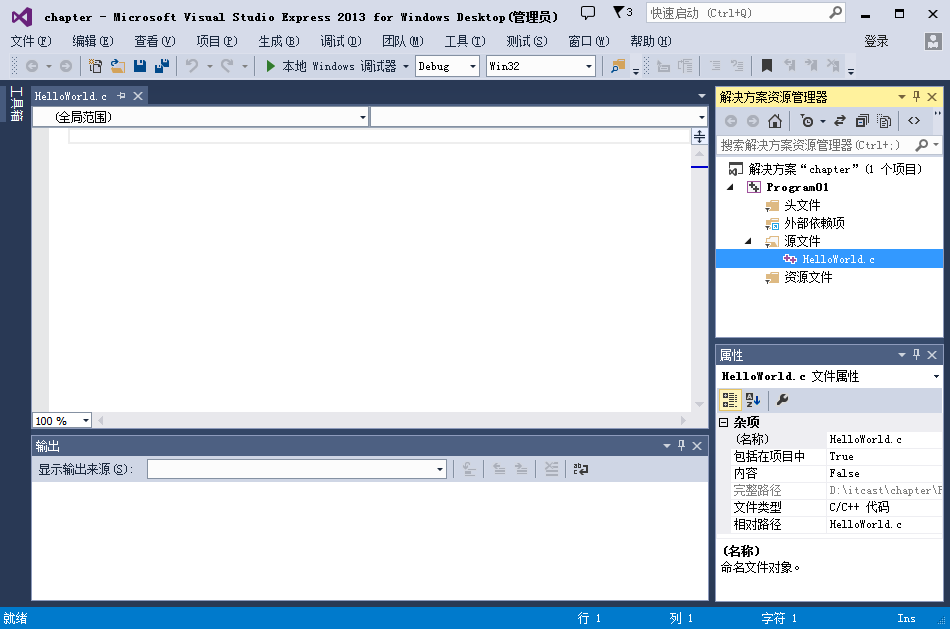 chapter - Microsoft Visual Studio Express 2013 for Windows Desktop(管理员)
3
快速启动 (Ctrl+Q)
文件(F) 编辑(E) 查看(V) 项目(P) 生成(B) 调试(D) 团队(M) 工具(T) 测试(S) 窗口(W) 帮助(H)
登录
本地 Windows 调试器 Debug Win32
工具箱
HelloWorld.c
(全局范围)
100 %
输出
显示输出来源(S):
解决方案资源管理器
搜索解决方案资源管理器(Ctrl+;)
解决方案“chapter”(1 个项目)
Program01
头文件
外部依赖项
源文件
HelloWorld.c
资源文件
属性
HelloWorld.c 文件属性
杂项
(名称) HelloWorld.c
包括在项目中 True
内容 False
完整路径 D:\itcast\chapter\
文件类型 C/C++ 代码
相对路径 HelloWorld.c
(名称)
命名文件对象。
就绪 行 1 列 1 字符 1 Ins